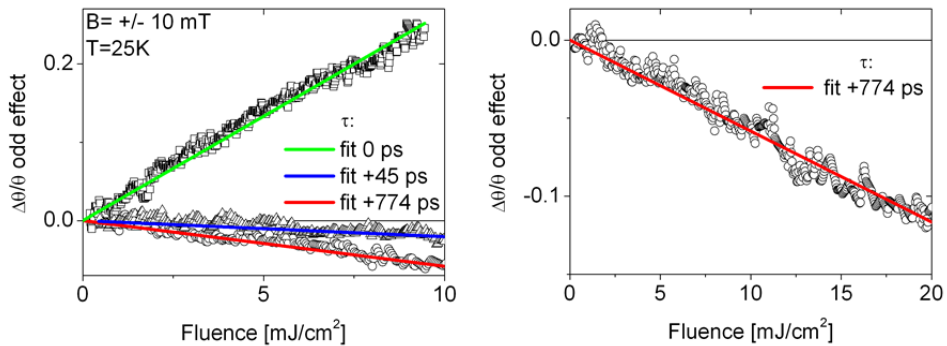 B= +/- 10 mT
T=25K
0.2
0.0
τ:
fit 0 ps
fit +45 ps
fit +774 ps
0
5
10
Fluence [mJ/cm²]
Δθ/θ odd effect
0.0
-0.1
τ:
fit +774 ps
0
5
10
15
20
Fluence [mJ/cm²]
Δθ/θ odd effect